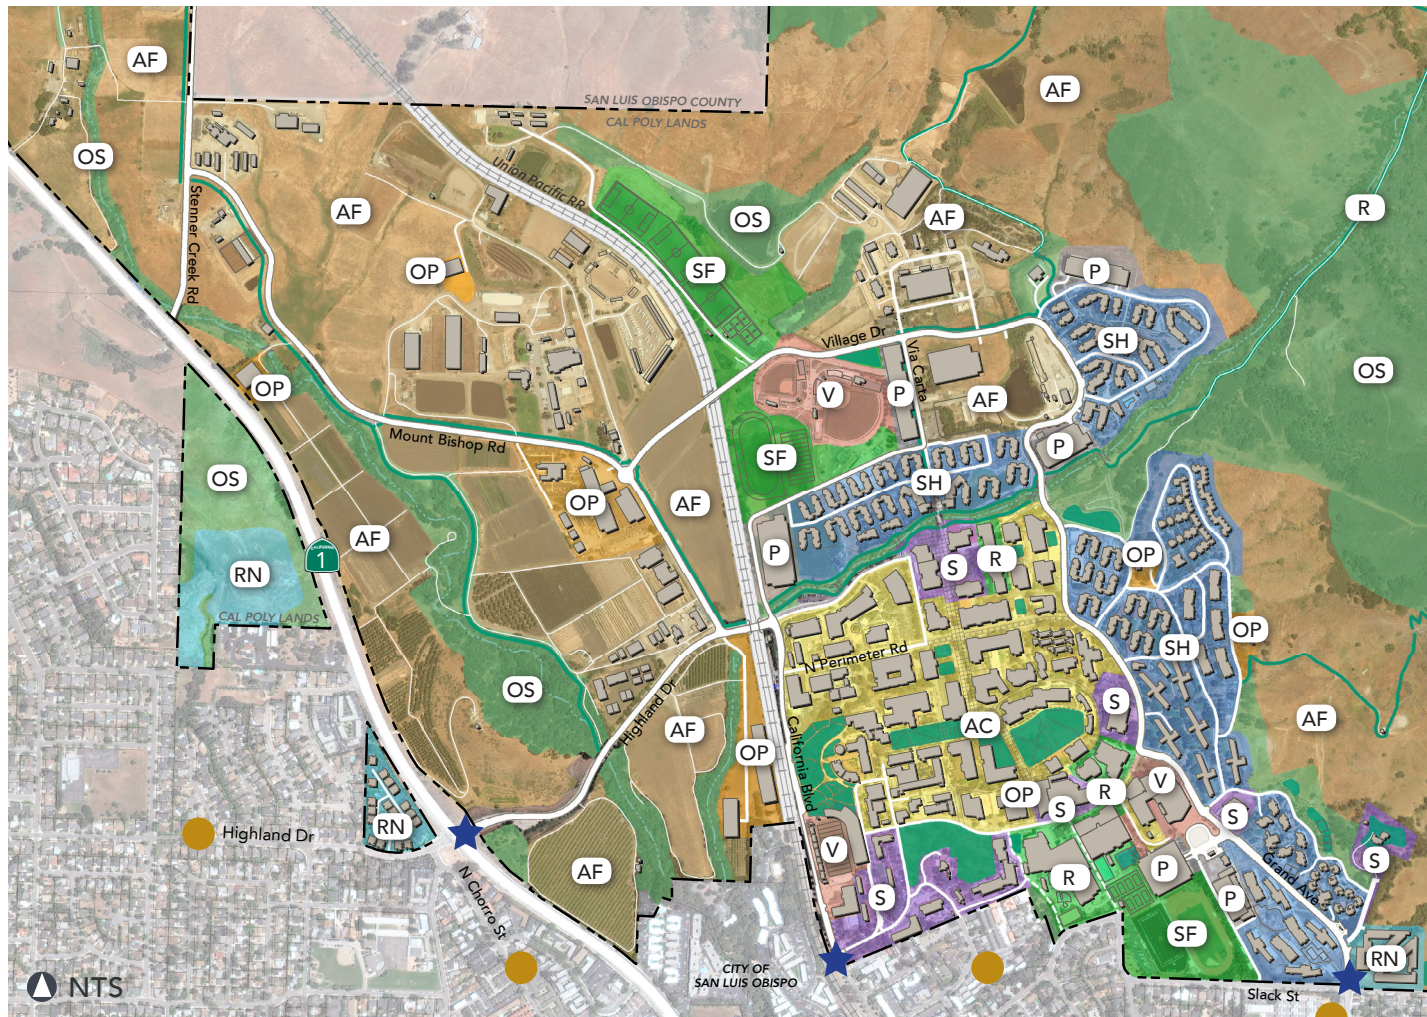 AF
SAN LUIS OBISPO COUNTY
CAL POLY LANDS
AF
OS
Union Pacific RR
Stenner Creek Rd
AF
OS
AF
R
OP
SF
P
Village Dr
Via Carta
SH
OP
V
P
AF
OS
Mount Bishop Rd
P
SF
OS
SH
OP
AF
AF
CALIFORNIA
1
P
S
R
OP
RN
CAL POLY LANDS
OP
N Perimeter Rd
SH
OS
Highland Dr
S
AF
AC
AF
OP
California Blvd
V
OP
R
S
S
RN
Highland Dr
V
S
Grand Ave
AF
P
R
P
S
N Chorro St
SF
RN
CITY OF
SAN LUIS OBISPO
NTS
Slack St